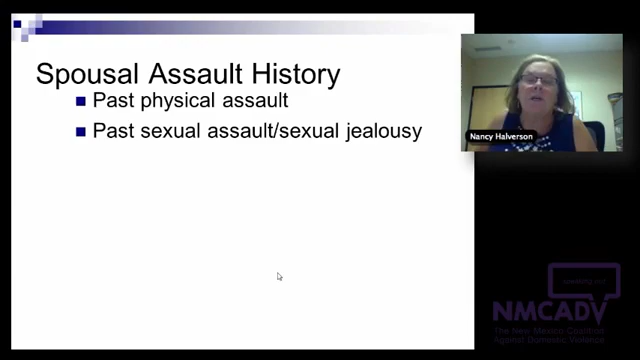 Spousal Assault History
Past physical assault
Past sexual assault/sexual jealousy
Nancy Halverson
NMCADV
The New Mexico Coalition
Against Domestic Violence